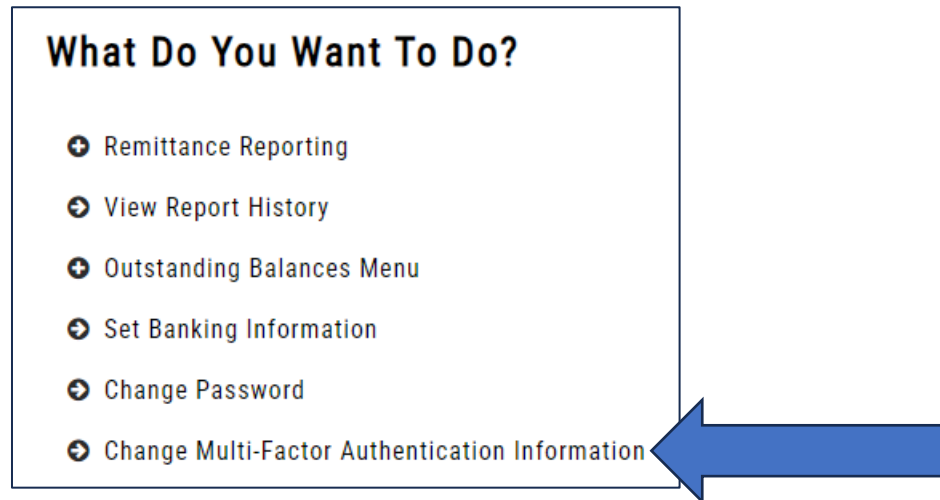 What Do You Want To Do?
Remittance Reporting
View Report History
Outstanding Balances Menu
Set Banking Information
Change Password
Change Multi-Factor Authentication Information